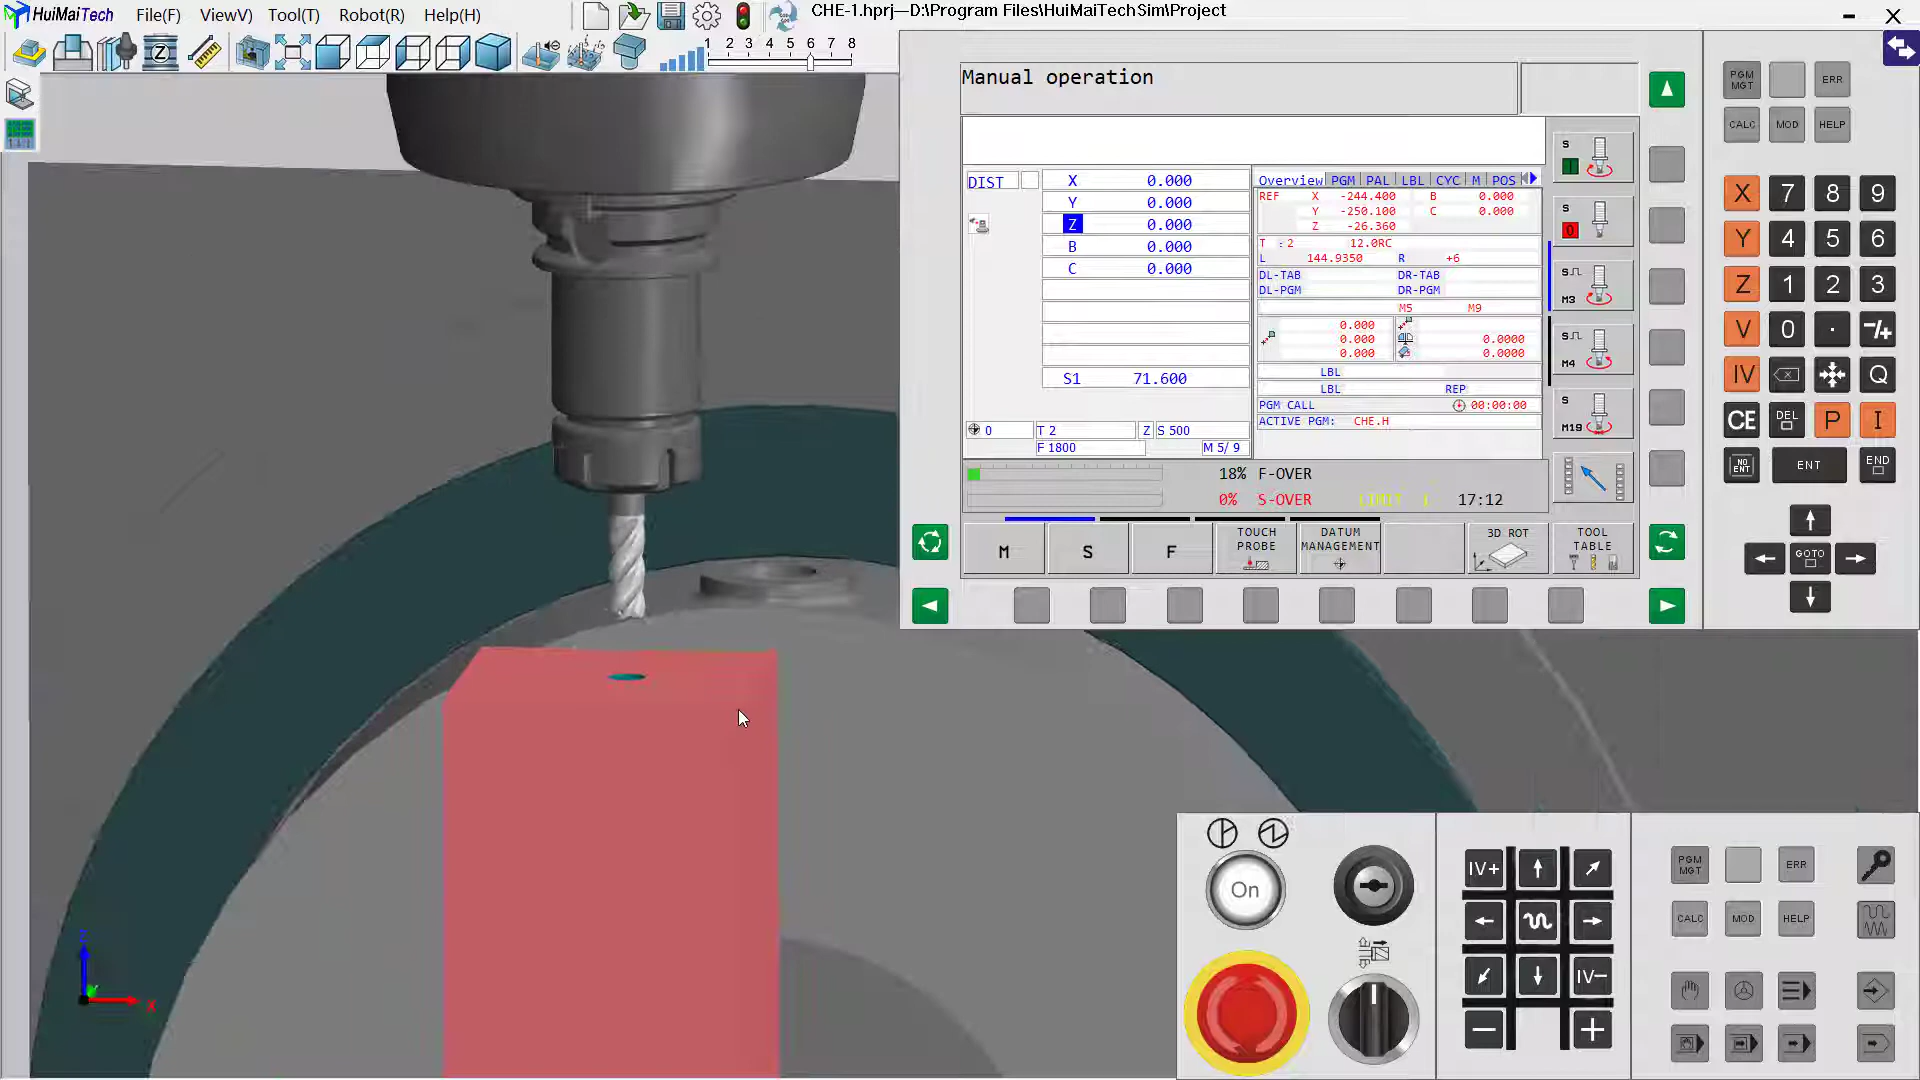 HuiMaiTech File(F) ViewV) Tool(T) Robot(R) Help(H) CHE-1.hprj—D:\Program Files\HuiMaiTechSim\Project
1 2 3 4 5 6 7 8
Manual operation
DIST
X 0.000
Y 0.000
Z 0.000
B 0.000
C 0.000
S1 71.600
0 T 2 Z S 500
F 1800 M 5/ 9
Overview PGM PAL LBL CYC M POS
REF X -244.400 B 0.000
Y -250.100 C 0.000
Z -26.360
T : 2 12.0RC
L 144.9350 R +6
DL-TAB DR-TAB
DL-PGM DR-PGM
M5 M9
0.000
0.000 0.0000
0.000 0.0000
LBL
LBL REP
PGM CALL 00:00:00
ACTIVE PGM: CHE.H
18% F-OVER
0% S-OVER LIMIT 1 17:12
M S F TOUCH PROBE DATUM MANAGEMENT 3D ROT TOOL TABLE
S
S
0
S
M3
S
M4
S
M19
PGM MGT ERR
CALC MOD HELP
X 7 8 9
Y 4 5 6
Z 1 2 3
V 0 . -/+
IV Q
CE DEL P I
NO ENT ENT END
GOTO
On
IV+
IV−
− +
PGM MGT ERR
CALC MOD HELP
Z
Y
X